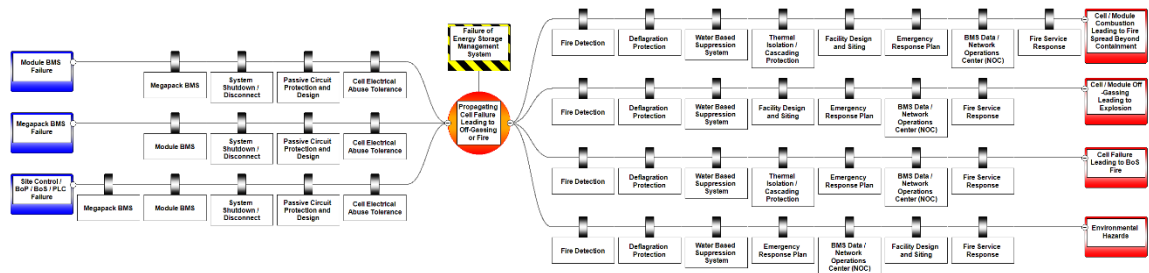 Module BMS
Failure
Megapack BMS
System
Shutdown /
Disconnect
Passive Circuit
Protection and
Design
Cell Electrical
Abuse Tolerance
Megapack BMS
Failure
Module BMS
System
Shutdown /
Disconnect
Passive Circuit
Protection and
Design
Cell Electrical
Abuse Tolerance
Site Control /
BoP / BoS / PLC
Failure
Megapack BMS
Module BMS
System
Shutdown /
Disconnect
Passive Circuit
Protection and
Design
Cell Electrical
Abuse Tolerance
Failure of
Energy Storage
Management
System
Propagating
Cell Failure
Leading to
Off-Gassing
or Fire
Fire Detection
Deflagration
Protection
Water Based
Suppression
System
Thermal
Isolation /
Cascading
Protection
Facility Design
and Siting
Emergency
Response Plan
BMS Data /
Network
Operations
Center (NOC)
Fire Service
Response
Cell / Module
Combustion
Leading to Fire
Spread Beyond
Containment
Fire Detection
Deflagration
Protection
Water Based
Suppression
System
Facility Design
and Siting
Emergency
Response Plan
BMS Data /
Network
Operations
Center (NOC)
Fire Service
Response
Cell / Module Off
-Gassing
Leading to
Explosion
Fire Detection
Deflagration
Protection
Water Based
Suppression
System
Thermal
Isolation /
Cascading
Protection
Emergency
Response Plan
BMS Data /
Network
Operations
Center (NOC)
Fire Service
Response
Cell Failure
Leading to BoS
Fire
Fire Detection
Deflagration
Protection
Water Based
Suppression
System
Emergency
Response Plan
BMS Data /
Network
Operations
Center (NOC)
Facility Design
and Siting
Fire Service
Response
Environmental
Hazards